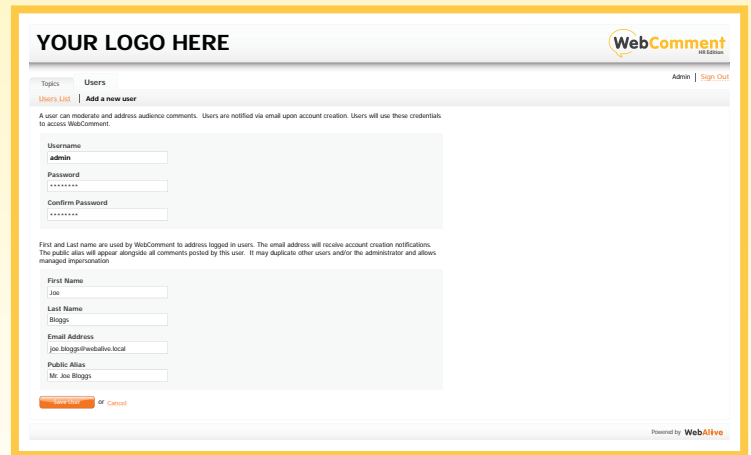 YOUR LOGO HERE
WebComment
HR Edition
Topics Users
Admin | Sign Out
Users List | Add a new user
A user can moderate and address audience comments. Users are notified via email upon account creation. Users will use these credentials
to access WebComment.
Username
admin
Password
********
Confirm Password
********
First and Last name are used by WebComment to address logged in users. The email address will receive account creation notifications.
The public alias will appear alongside all comments posted by this user. It may duplicate other users and/or the administrator and allows
managed impersonation
First Name
Joe
Last Name
Bloggs
Email Address
joe.bloggs@webalive.local
Public Alias
Mr. Joe Bloggs
Save User or Cancel
Powered by WebAlive